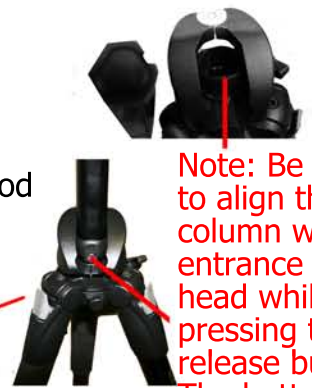 od
Note: Be
to align th
column w
entrance
head whil
pressing t
release bu